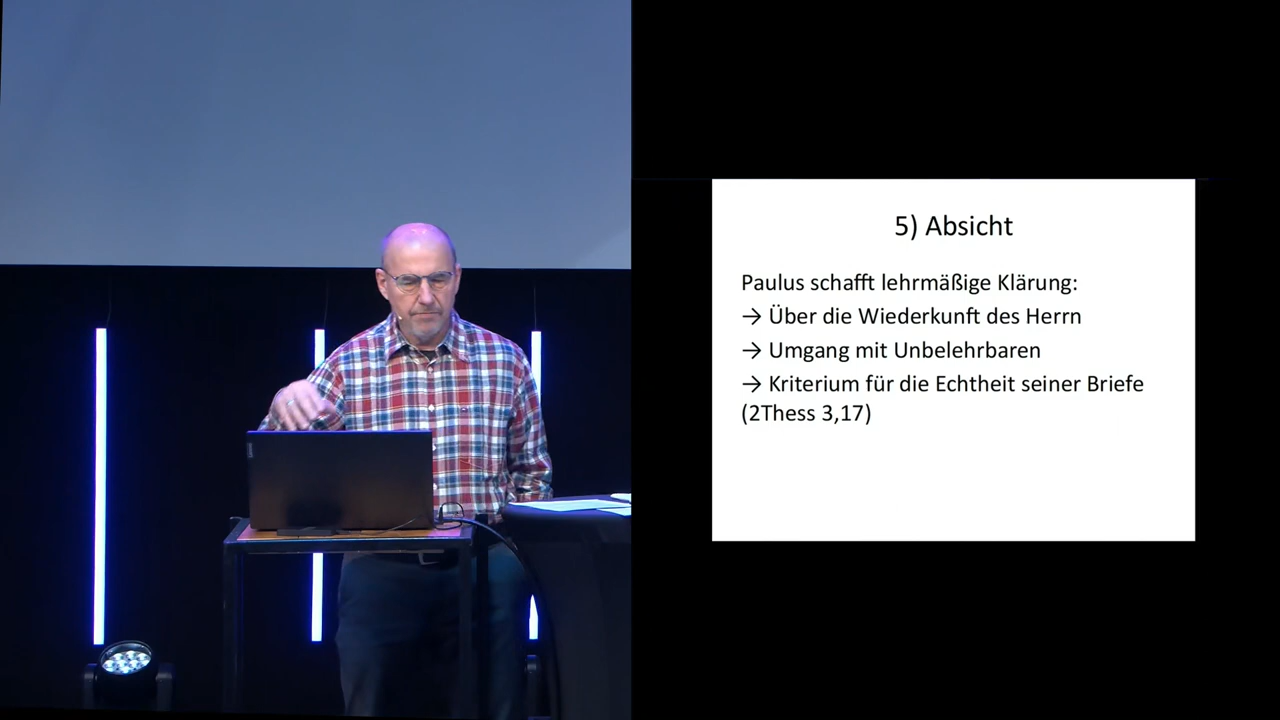 5) Absicht
Paulus schafft lehrmäßige Klärung:
→ Über die Wiederkunft des Herrn
→ Umgang mit Unbelehrbaren
→ Kriterium für die Echtheit seiner Briefe
(2Thess 3,17)